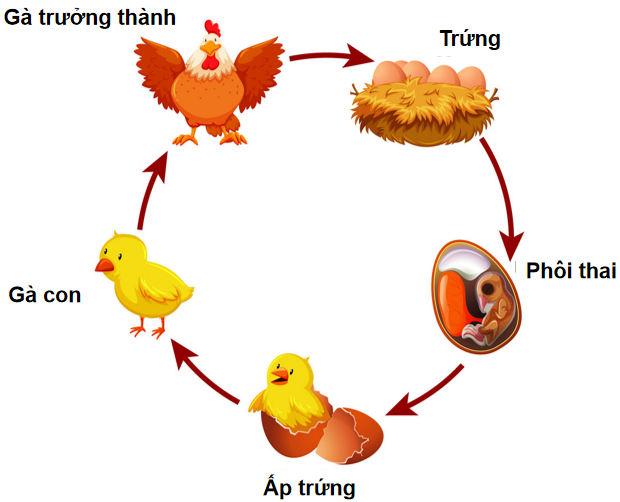 Gà trưởng thành
Trứng
Phôi thai
Ấp trứng
Gà con